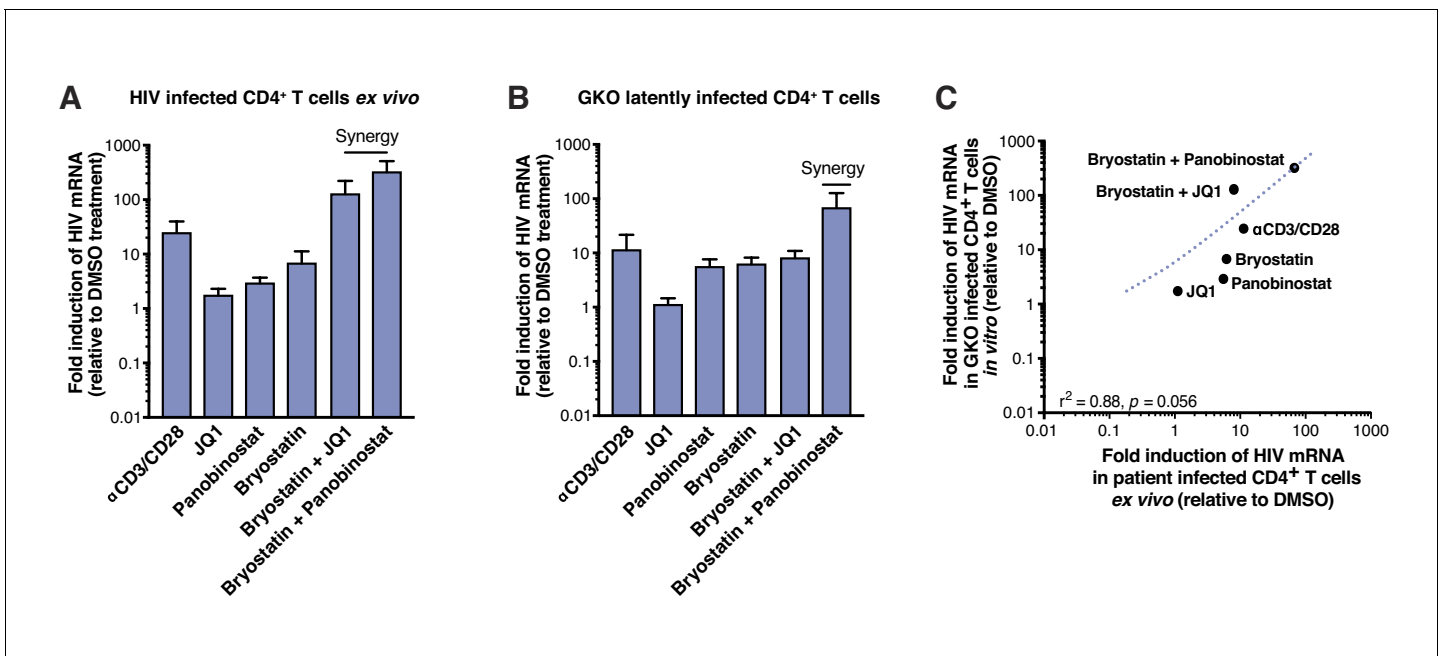 A
HIV infected CD4⁺ T cells ex vivo
Fold induction of HIV mRNA
(relative to DMSO treatment)
1000
100
10
1
0.1
0.01
Synergy
αCD3/CD28
JQ1
Panobinostat
Bryostatin
Bryostatin + JQ1
Bryostatin + Panobinostat
B
GKO latently infected CD4⁺ T cells
Fold induction of HIV mRNA
(relative to DMSO treatment)
1000
100
10
1
0.1
0.01
Synergy
αCD3/CD28
JQ1
Panobinostat
Bryostatin
Bryostatin + JQ1
Bryostatin + Panobinostat
C
Fold induction of HIV mRNA
in GKO infected CD4⁺ T cells
in vitro (relative to DMSO)
1000
100
10
1
0.1
0.01
Bryostatin + Panobinostat
Bryostatin + JQ1
αCD3/CD28
Bryostatin
Panobinostat
JQ1
r² = 0.88, p = 0.056
0.01
0.1
1
10
100
1000
Fold induction of HIV mRNA
in patient infected CD4⁺ T cells
ex vivo (relative to DMSO)